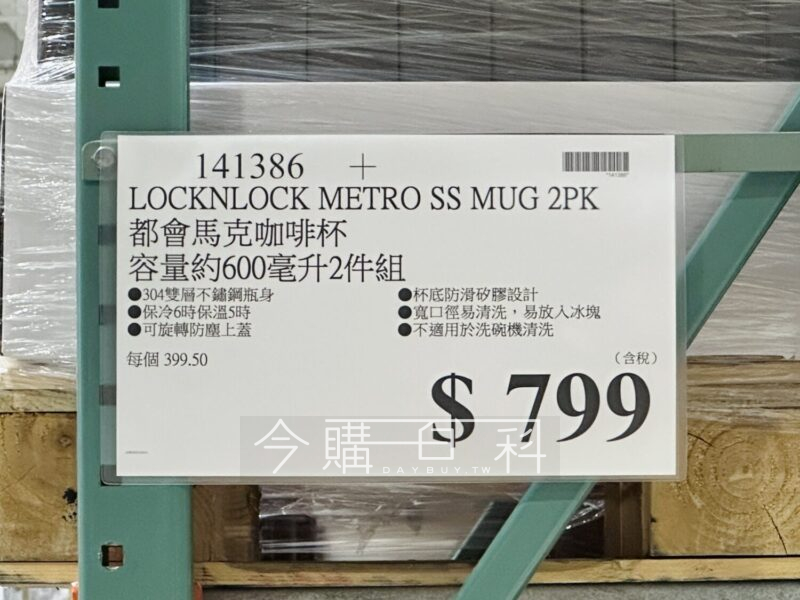 141386 +
*141386*
LOCKNLOCK METRO SS MUG 2PK
都會馬克咖啡杯
容量約600毫升2件組
●304雙層不鏽鋼瓶身
●保冷6時保溫5時
●可旋轉防塵上蓋
●杯底防滑矽膠設計
●寬口徑易清洗，易放入冰塊
●不適用於洗碗機清洗
每個 399.50
（含稅）
$ 799
今購百科
DAYBUY.TW